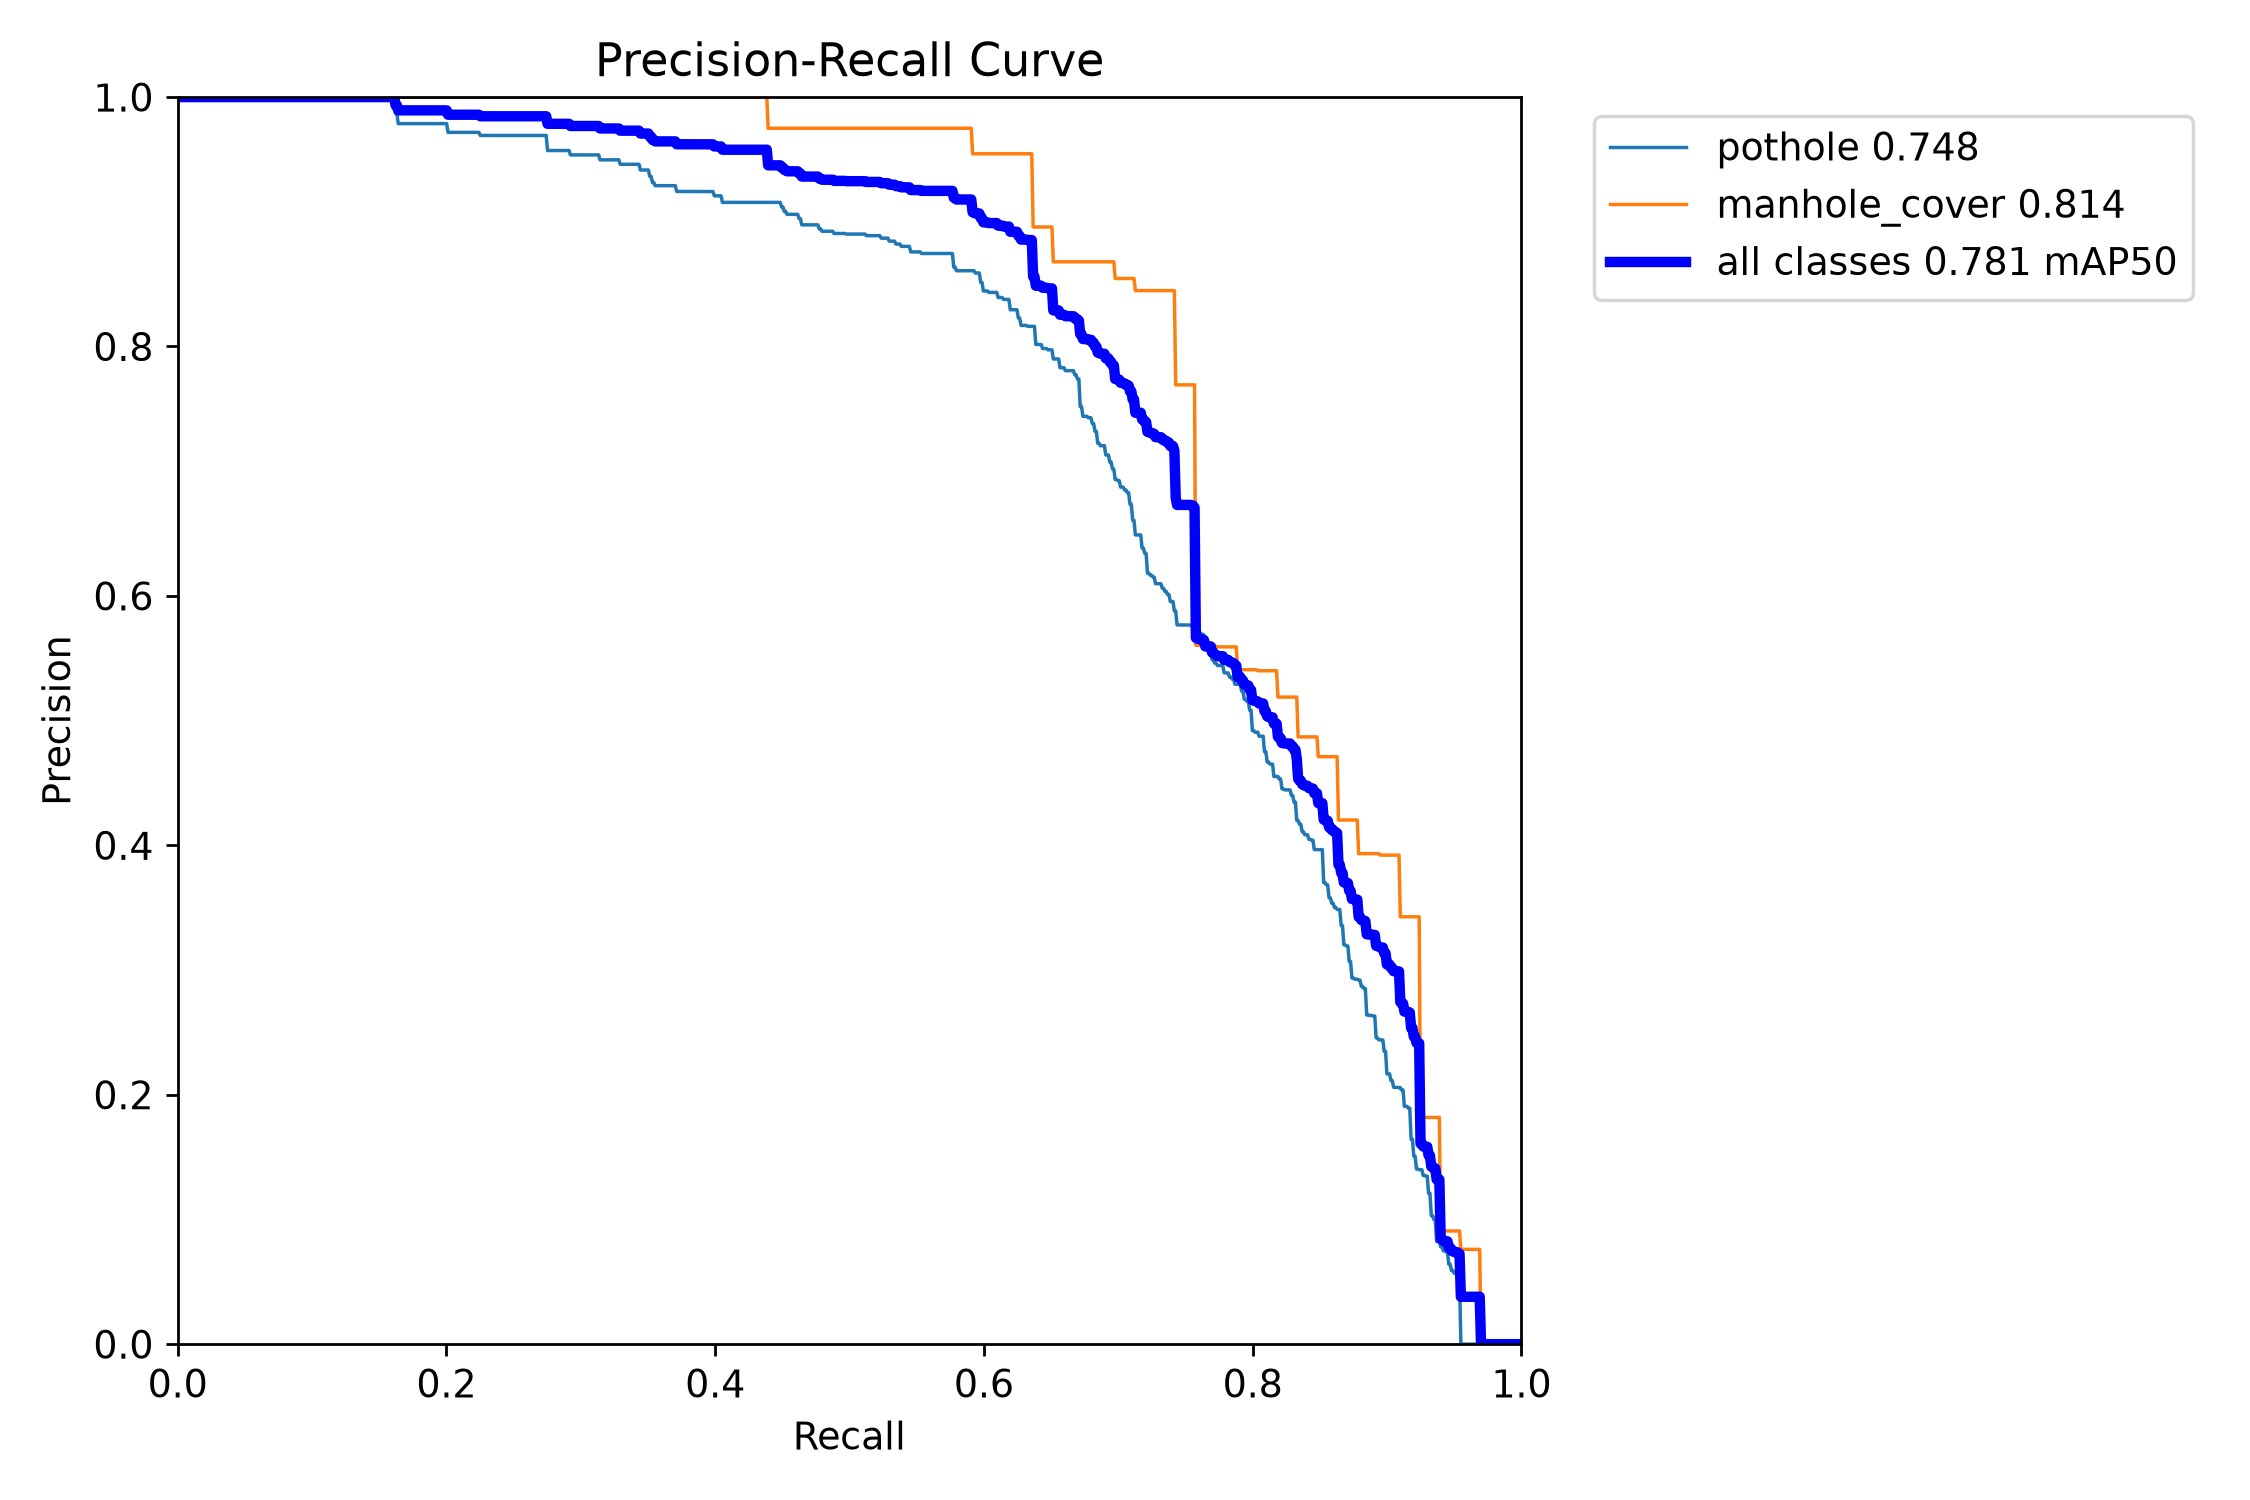 Precision-Recall Curve
1.0
0.8
0.6
0.4
0.2
0.0
Precision
0.0 0.2 0.4 0.6 0.8 1.0
Recall
pothole 0.748
manhole_cover 0.814
all classes 0.781 mAP50